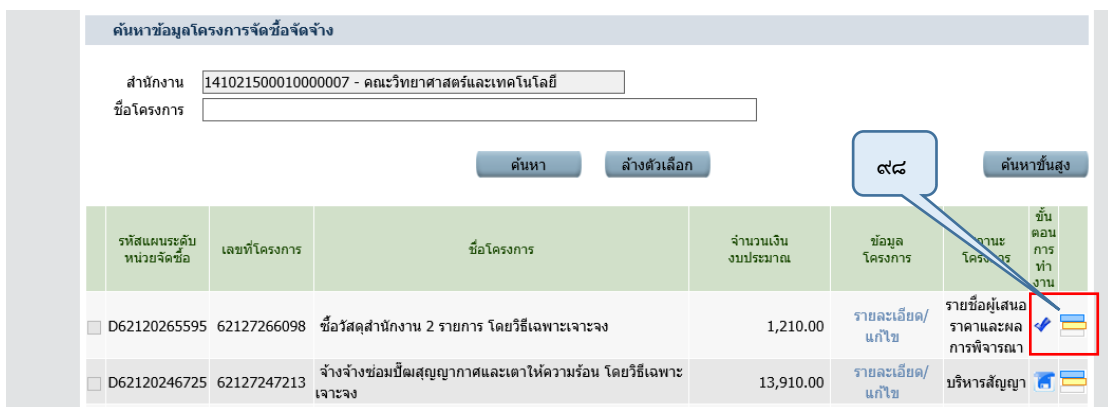 ค้นหาข้อมูลโครงการจัดซื้อจัดจ้าง
สำนักงาน 141021500010000007 - คณะวิทยาศาสตร์และเทคโนโลยี
ชื่อโครงการ
ค้นหา ล้างตัวเลือก ค้นหาขั้นสูง
๙๘
รหัสแผนระดับ
หน่วยจัดซื้อ
เลขที่โครงการ
ชื่อโครงการ
จำนวนเงิน
งบประมาณ
ข้อมูล
โครงการ
โครงการ
ขั้น
ตอน
การ
ทำ
งาน
D62120265595 62127266098 ซื้อวัสดุสำนักงาน 2 รายการ โดยวิธีเฉพาะเจาะจง 1,210.00
รายละเอียด/
แก้ไข
รายชื่อผู้เสนอ
ราคาและผล
การพิจารณา
D62120246725 62127247213 จ้างจ้างซ่อมปั๊มสุญญากาศและเตาให้ความร้อน โดยวิธีเฉพาะ
เจาะจง
13,910.00
รายละเอียด/
แก้ไข
บริหารสัญญา